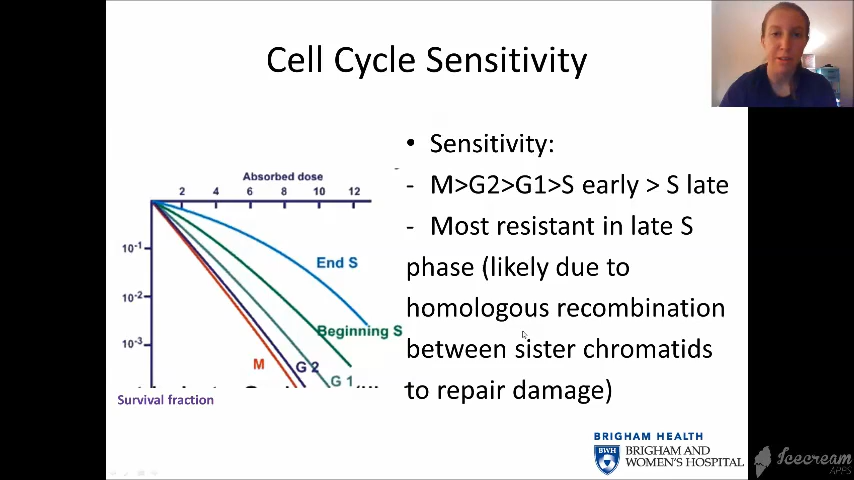 Cell Cycle Sensitivity
Absorbed dose
2 4 6 8 10 12
10-1
10-2
10-3
End S
Beginning S
M
G 2
G 1
Survival fraction
• Sensitivity:
- M>G2>G1>S early > S late
- Most resistant in late S
phase (likely due to
homologous recombination
between sister chromatids
to repair damage)
BRIGHAM HEALTH
BWH
BRIGHAM AND
WOMEN'S HOSPITAL
Icecream
APPS